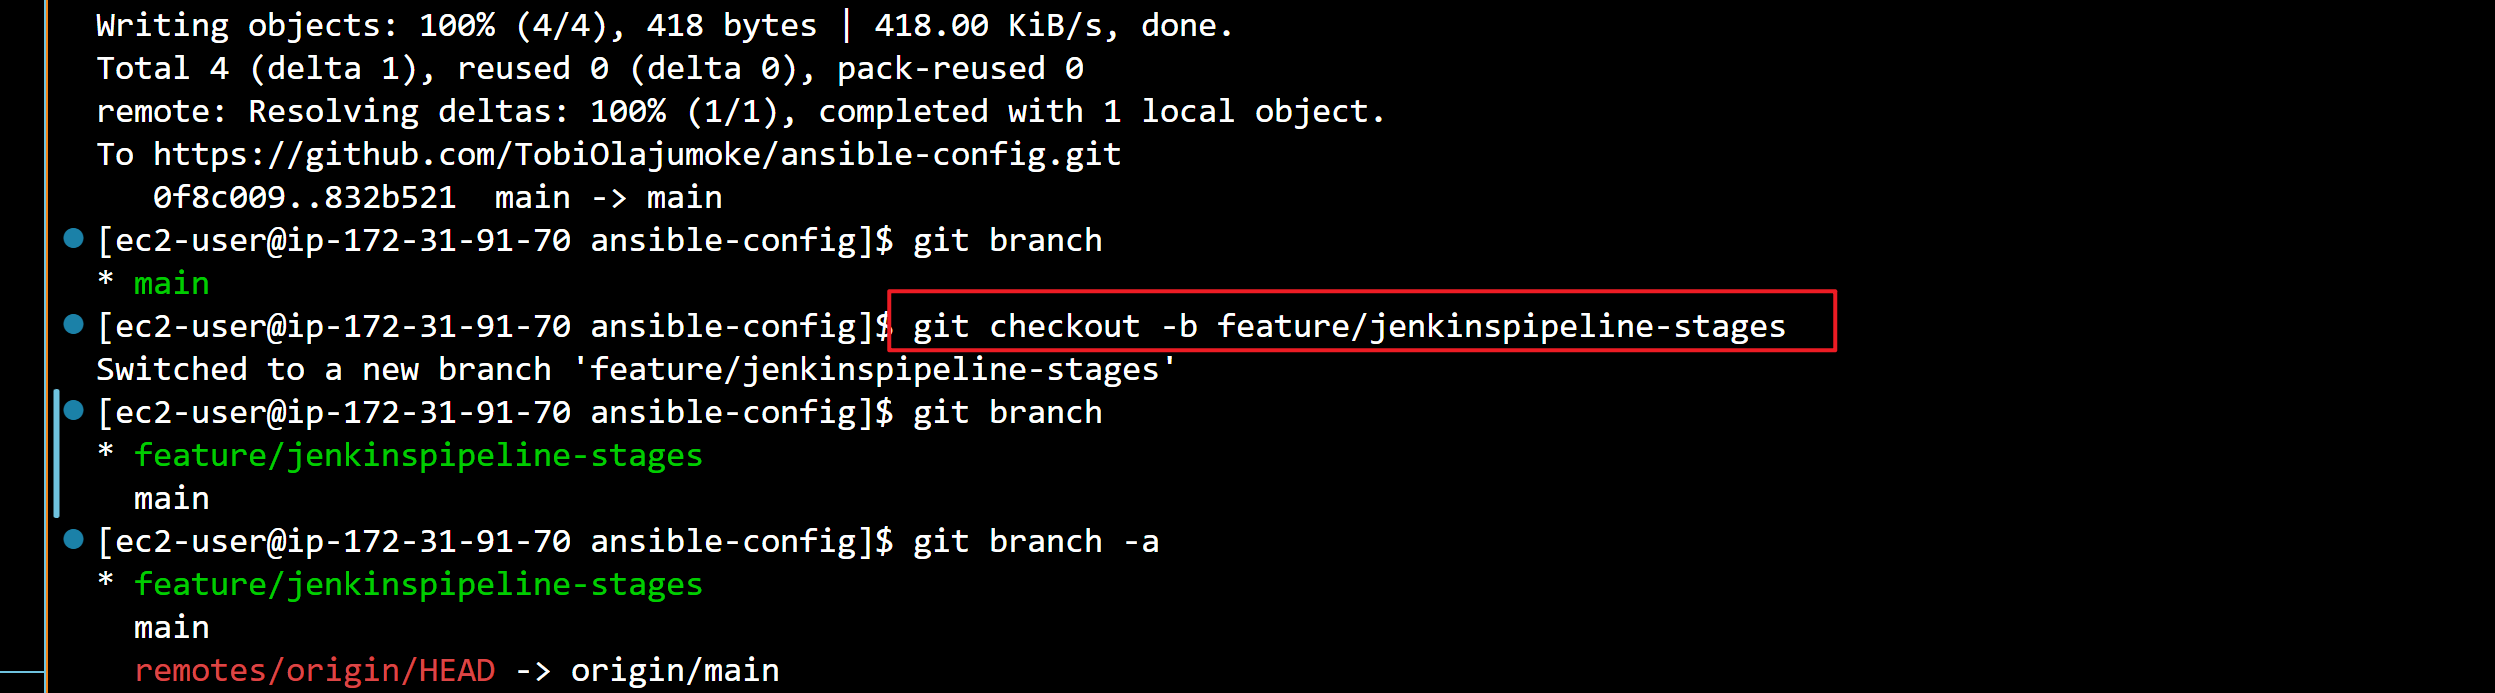 Writing objects: 100% (4/4), 418 bytes | 418.00 KiB/s, done.
Total 4 (delta 1), reused 0 (delta 0), pack-reused 0
remote: Resolving deltas: 100% (1/1), completed with 1 local object.
To https://github.com/TobiOlajumoke/ansible-config.git
   0f8c009..832b521  main -> main
[ec2-user@ip-172-31-91-70 ansible-config]$ git branch
* main
[ec2-user@ip-172-31-91-70 ansible-config]$ git checkout -b feature/jenkinspipeline-stages
Switched to a new branch 'feature/jenkinspipeline-stages'
[ec2-user@ip-172-31-91-70 ansible-config]$ git branch
* feature/jenkinspipeline-stages
  main
[ec2-user@ip-172-31-91-70 ansible-config]$ git branch -a
* feature/jenkinspipeline-stages
  main
  remotes/origin/HEAD -> origin/main